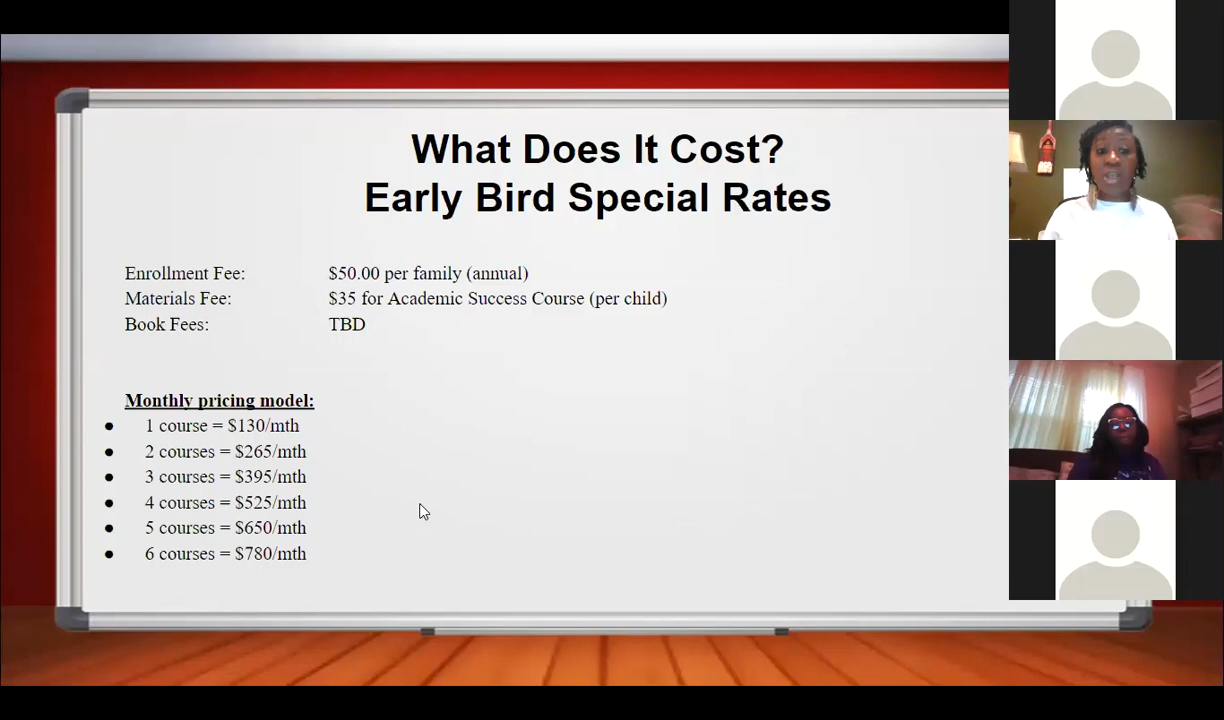 What Does It Cost?
Early Bird Special Rates
Enrollment Fee: $50.00 per family (annual)
Materials Fee: $35 for Academic Success Course (per child)
Book Fees: TBD
Monthly pricing model:
● 1 course = $130/mth
● 2 courses = $265/mth
● 3 courses = $395/mth
● 4 courses = $525/mth
● 5 courses = $650/mth
● 6 courses = $780/mth